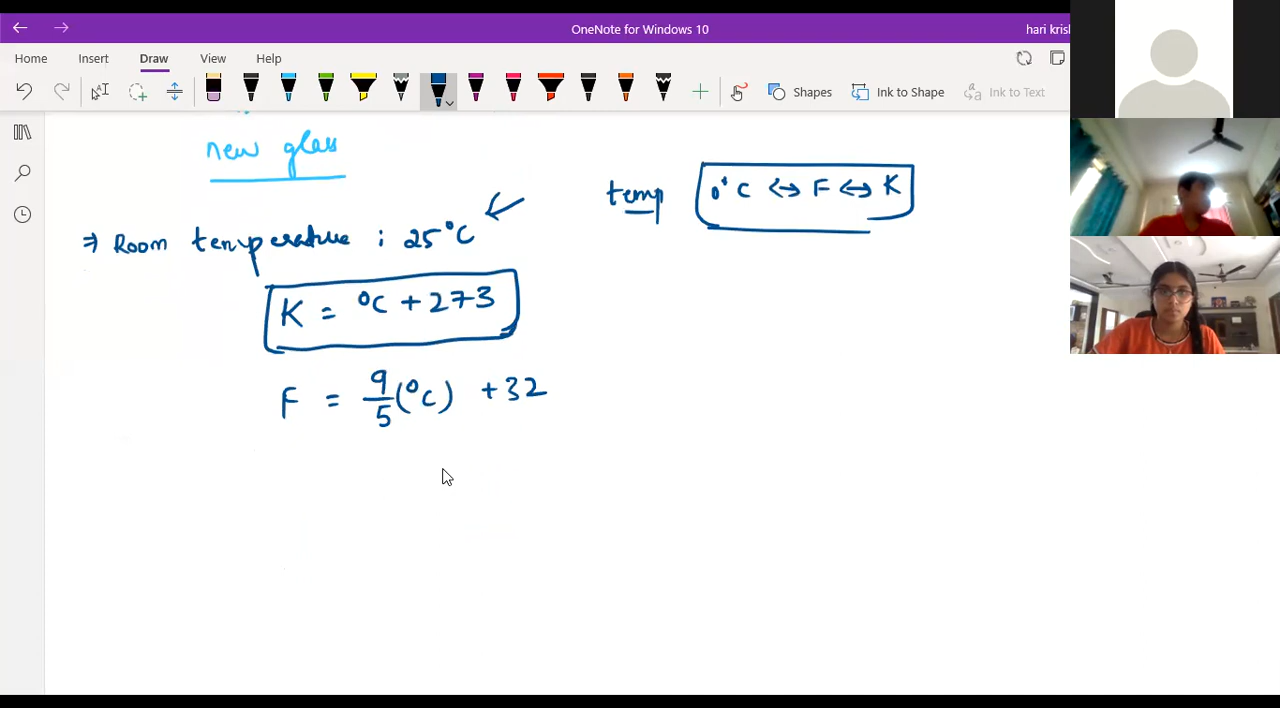 OneNote for Windows 10
hari krish
Home Insert Draw View Help
Shapes Ink to Shape Ink to Text
new glass
temp 0°C ↔ F ↔ K
⇒ Room temperature : 25°C
K = °C + 273
F = 9/5 (°C) + 32